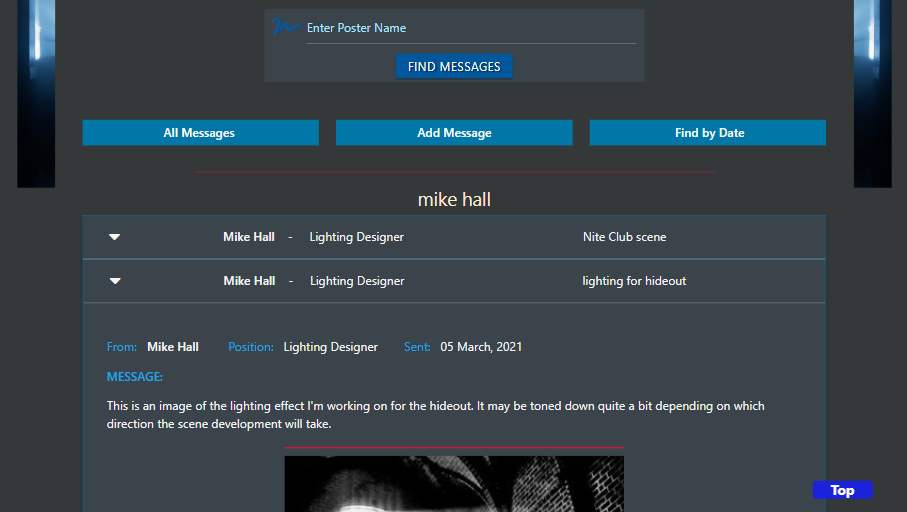 Enter Poster Name
FIND MESSAGES
All Messages Add Message Find by Date
mike hall
Mike Hall - Lighting Designer Nite Club scene
Mike Hall - Lighting Designer lighting for hideout
From: Mike Hall Position: Lighting Designer Sent: 05 March, 2021
MESSAGE:
This is an image of the lighting effect I'm working on for the hideout. It may be toned down quite a bit depending on which
direction the scene development will take.
Top